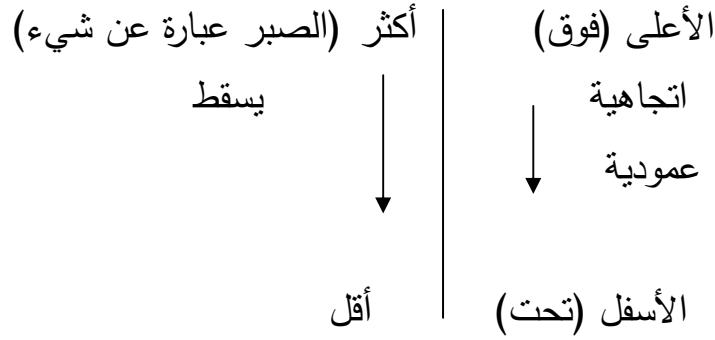 الأعلى (فوق) أكثر (الصبر عبارة عن شيء)
اتجاهية يسقط
عمودية
الأسفل (تحت) أقل